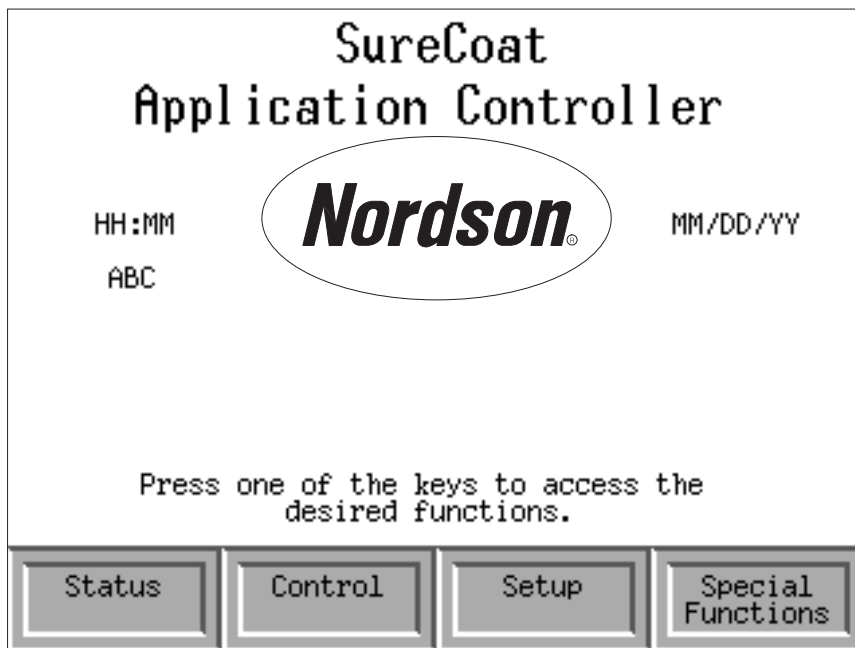 SureCoat
Application Controller
HH:MM
Nordson®
MM/DD/YY
ABC
Press one of the keys to access the
desired functions.
Status
Control
Setup
Special
Functions